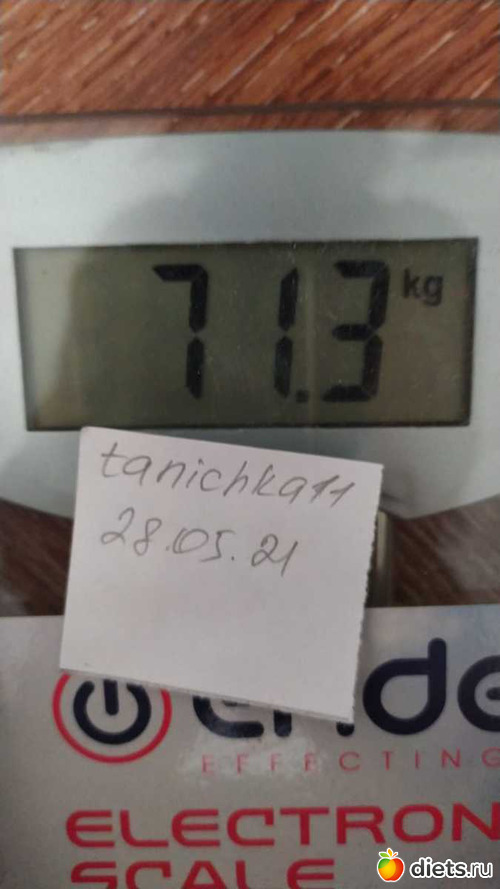 71.3 kg
tanichka11
28.05.21
EFFECTING
ELECTRON
SCALE
diets.ru